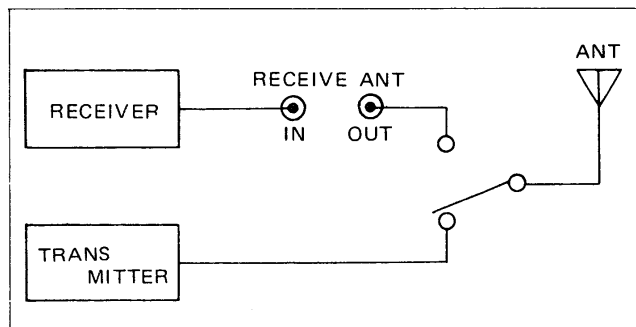 ANT
RECEIVE ANT
RECEIVER
IN OUT
TRANS
MITTER